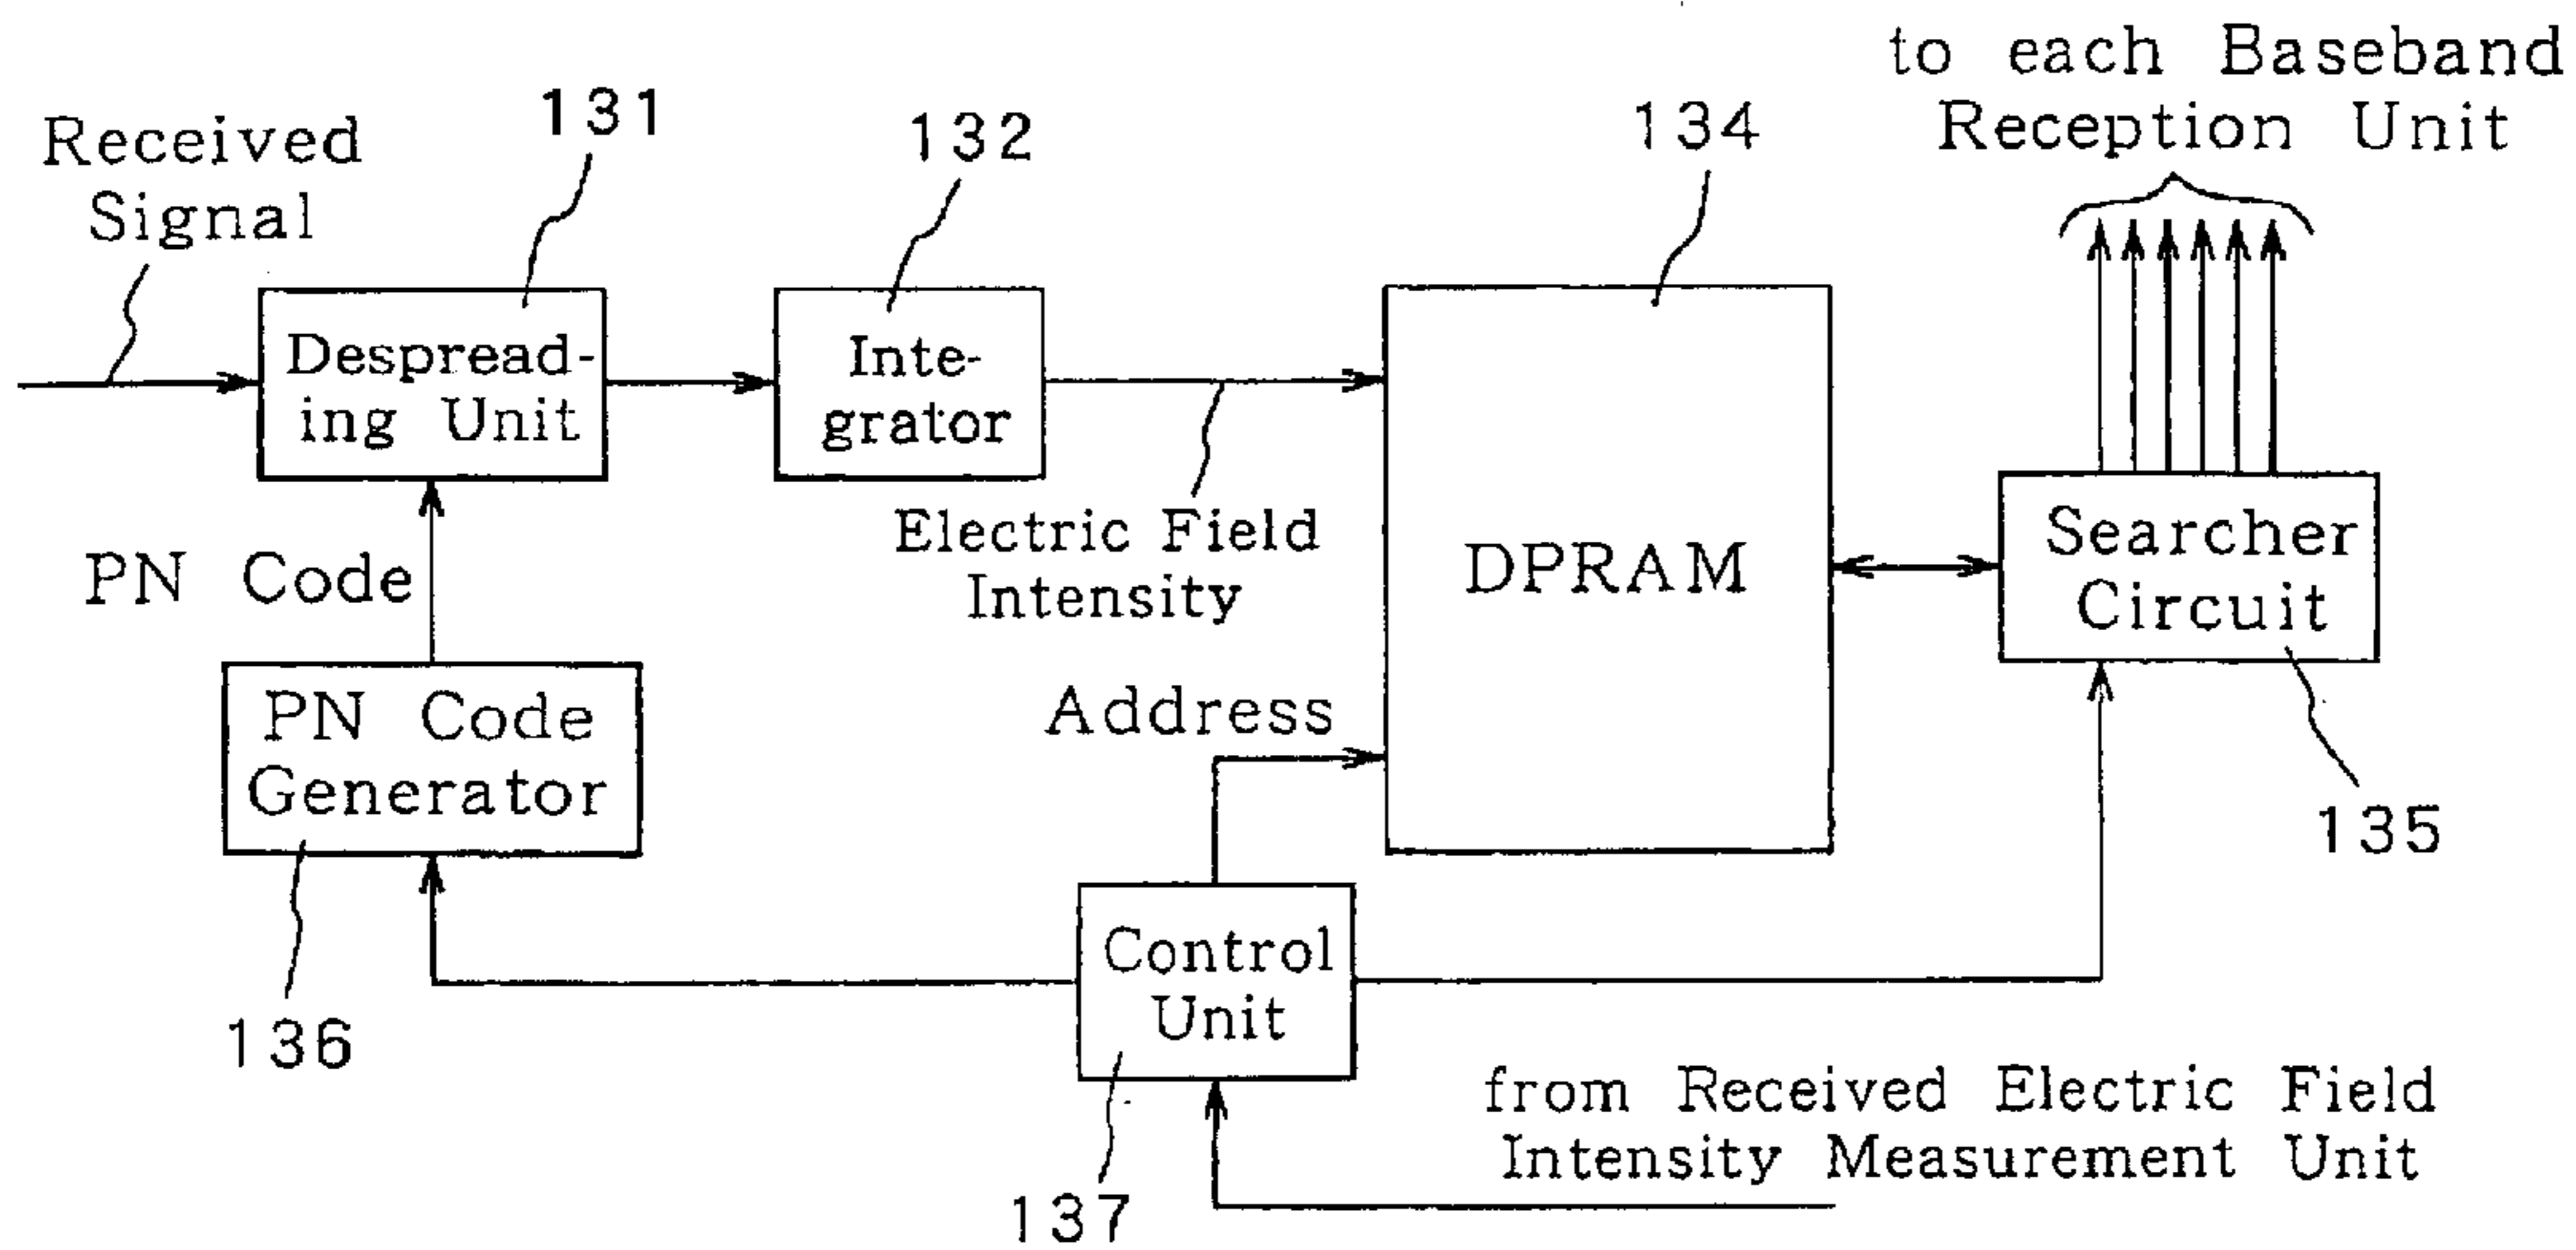 to each Baseband
Reception Unit
Received
Signal
131
132
134
Despread-
ing Unit
Inte-
grator
Electric Field
Intensity
DPRAM
Searcher
Circuit
PN Code
PN Code
Generator
Address
135
136
Control
Unit
137
from Received Electric Field
Intensity Measurement Unit